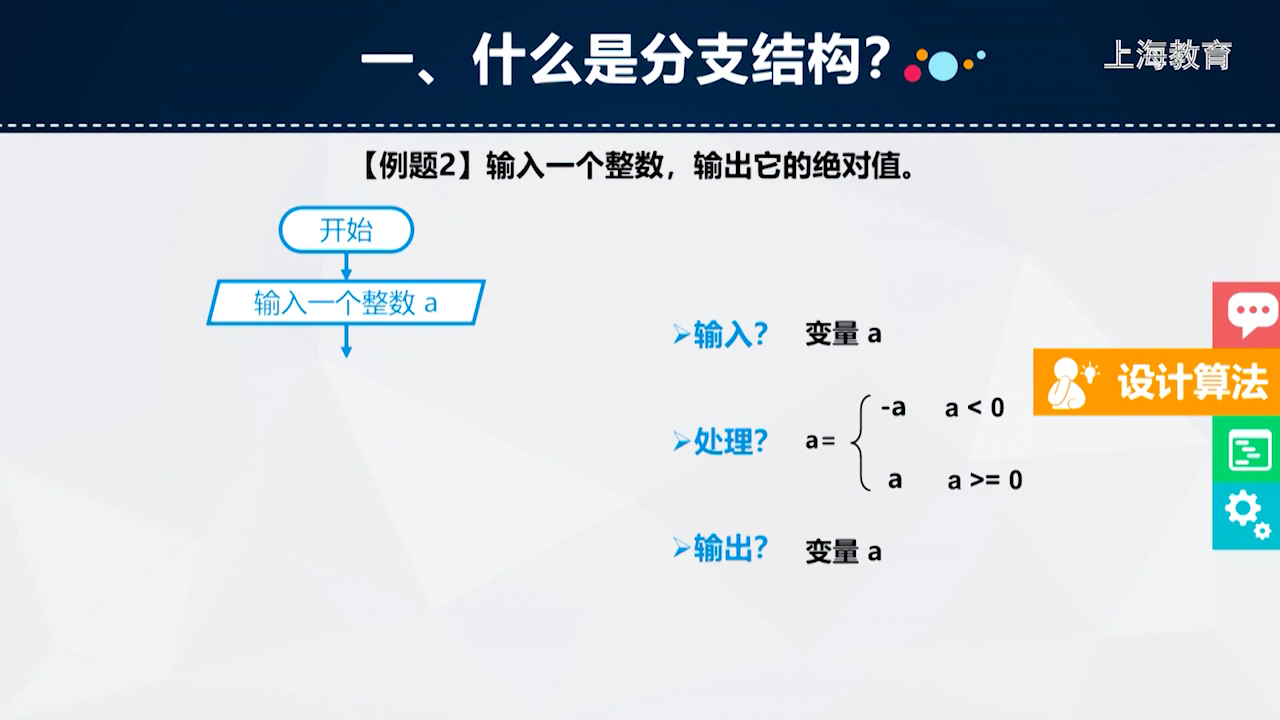 一、什么是分支结构？
上海教育
【例题2】输入一个整数，输出它的绝对值。
开始
输入一个整数 a
输入？ 变量 a
设计算法
处理？ a=
-a a < 0
a a >= 0
输出？ 变量 a